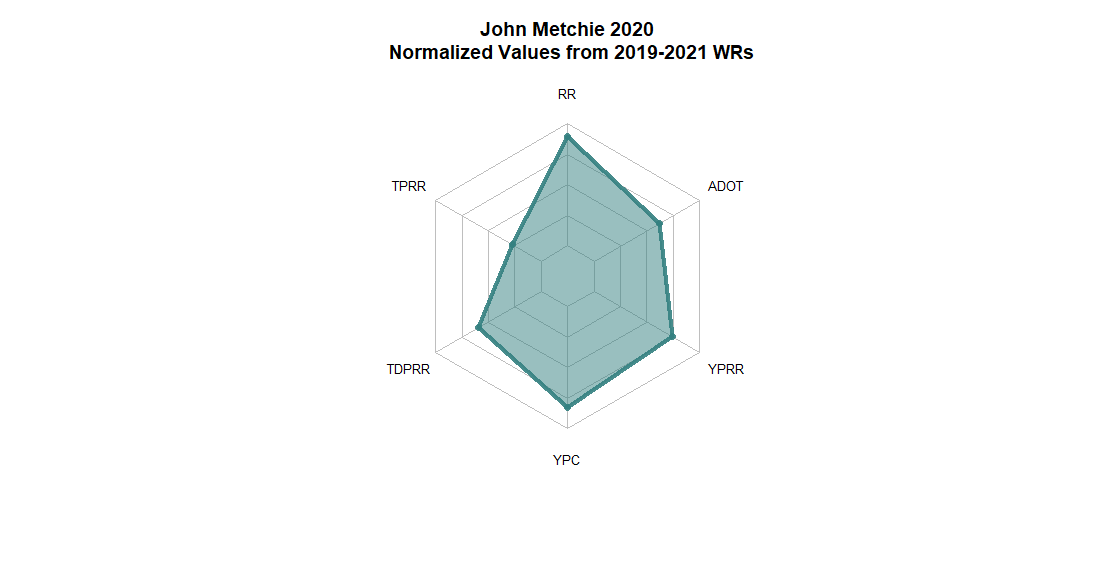 John Metchie 2020
Normalized Values from 2019-2021 WRs
RR
TPRR
ADOT
TDPRR
YPRR
YPC